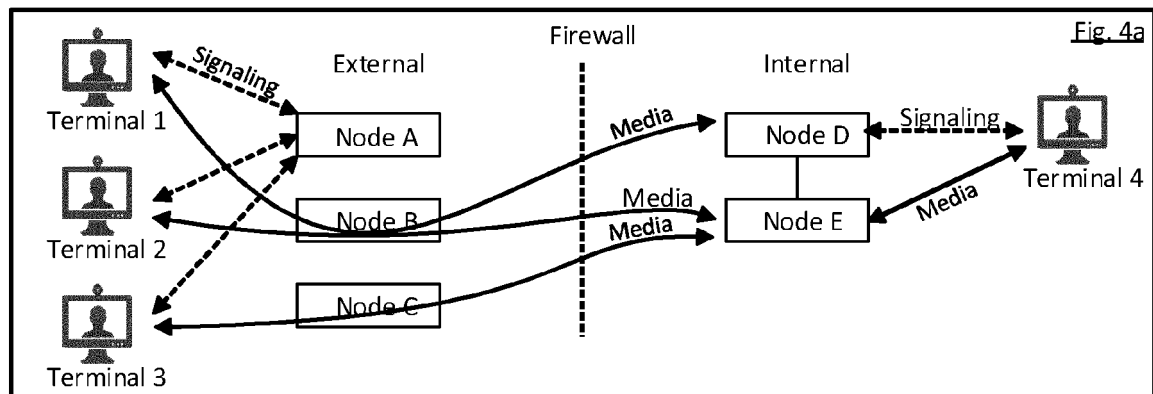 Fig. 4a
Firewall
External
Internal
Signaling
Terminal 1
Node A
Media
Node D
Signaling
Terminal 4
Terminal 2
Node B
Media
Media
Node E
Media
Terminal 3
Node C